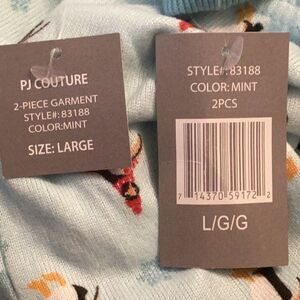 PJ COUTURE
2-PIECE GARMENT
STYLE#: 83188
COLOR:MINT
SIZE: LARGE
STYLE#: 83188
COLOR: MINT
2PCS
7 14370 59172 2
L/G/G